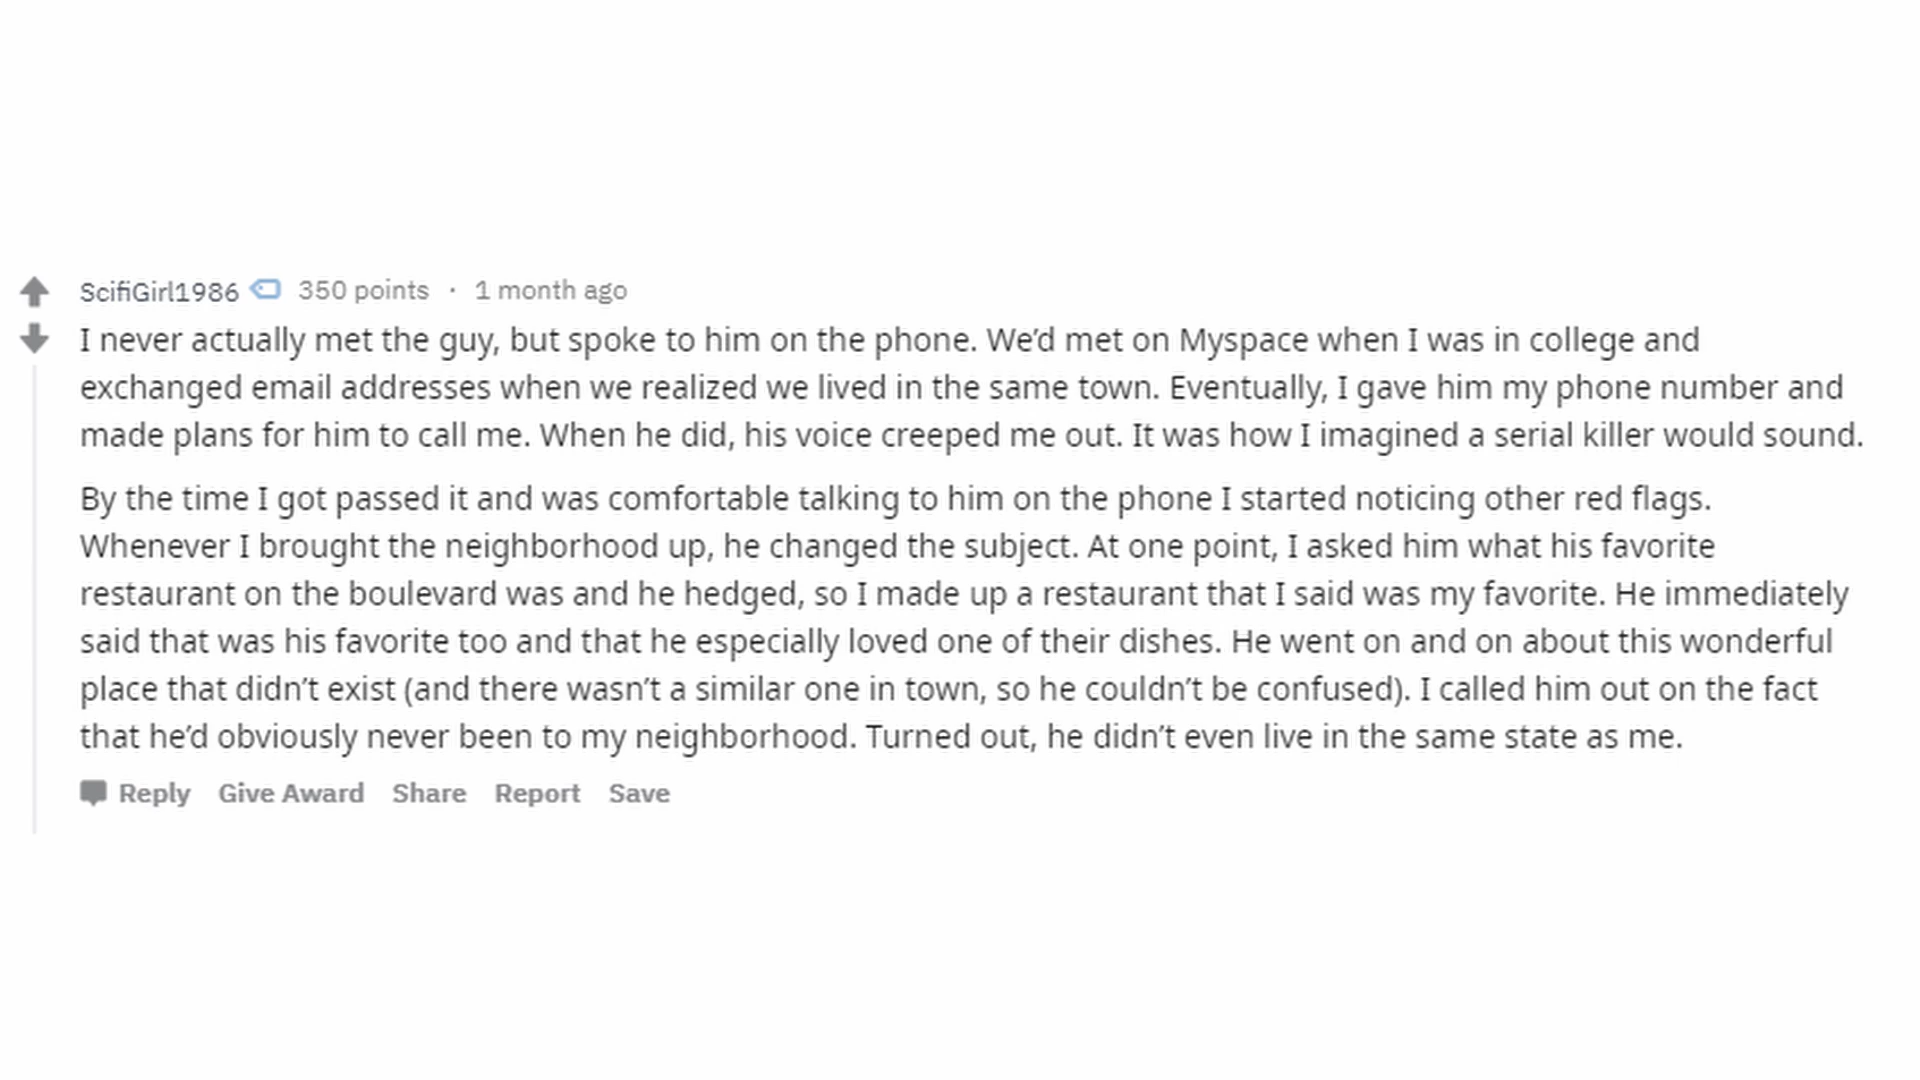 ScifiGirl1986 350 points · 1 month ago
I never actually met the guy, but spoke to him on the phone. We’d met on Myspace when I was in college and
exchanged email addresses when we realized we lived in the same town. Eventually, I gave him my phone number and
made plans for him to call me. When he did, his voice creeped me out. It was how I imagined a serial killer would sound.
By the time I got passed it and was comfortable talking to him on the phone I started noticing other red flags.
Whenever I brought the neighborhood up, he changed the subject. At one point, I asked him what his favorite
restaurant on the boulevard was and he hedged, so I made up a restaurant that I said was my favorite. He immediately
said that was his favorite too and that he especially loved one of their dishes. He went on and on about this wonderful
place that didn’t exist (and there wasn’t a similar one in town, so he couldn’t be confused). I called him out on the fact
that he’d obviously never been to my neighborhood. Turned out, he didn’t even live in the same state as me.
Reply Give Award Share Report Save